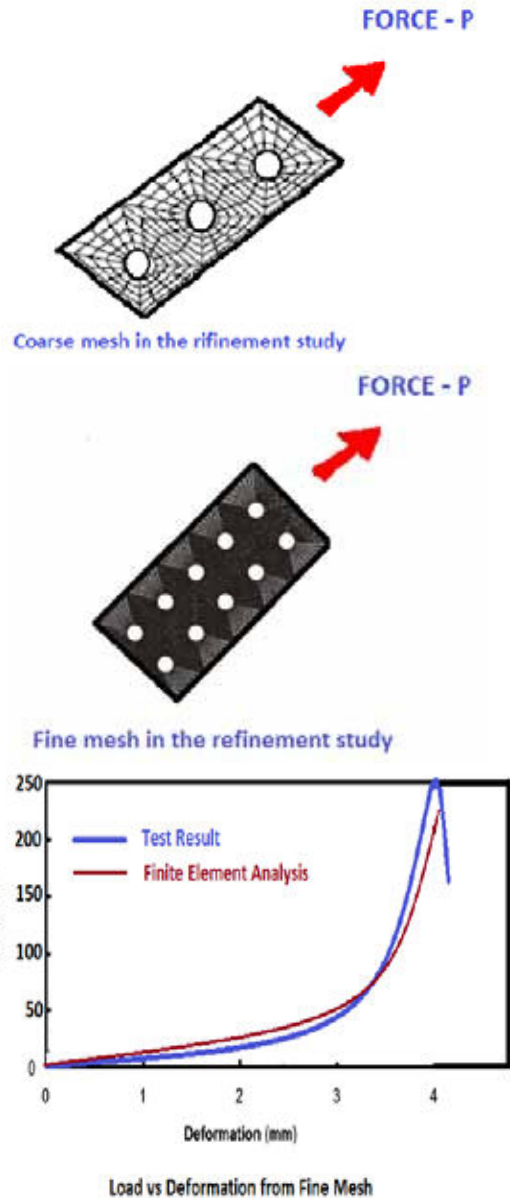 FORCE - P
Coarse mesh in the rifinement study
FORCE - P
Fine mesh in the refinement study
250
200
150
100
50
0
Test Result
Finite Element Analysis
0 1 2 3 4
Deformation (mm)
Load vs Deformation from Fine Mesh